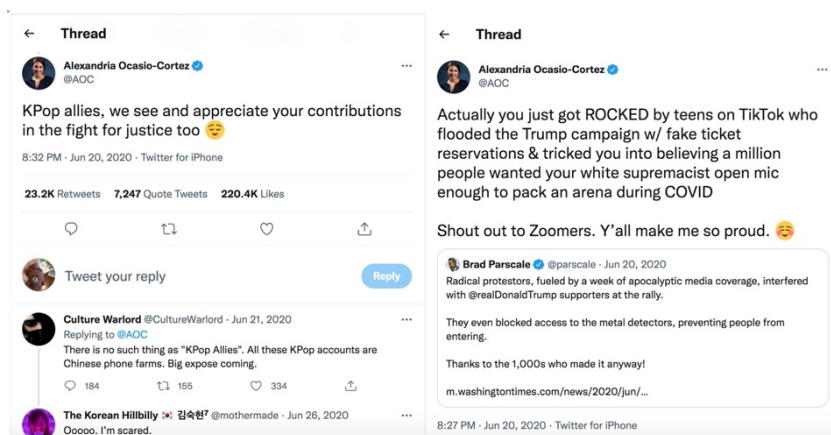 Thread
Alexandria Ocasio-Cortez
@AOC
KPop allies, we see and appreciate your contributions
in the fight for justice too 😌
8:32 PM · Jun 20, 2020 · Twitter for iPhone
23.2K Retweets 7,247 Quote Tweets 220.4K Likes
Tweet your reply
Reply
Culture Warlord @CultureWarlord · Jun 21, 2020
Replying to @AOC
There is no such thing as "KPop Allies". All these KPop accounts are
Chinese phone farms. Big expose coming.
184 155 334
The Korean Hillbilly 🇰🇷 김숙현⁷ @mothermade · Jun 26, 2020
Ooooo. I'm scared.
Thread
Alexandria Ocasio-Cortez
@AOC
Actually you just got ROCKED by teens on TikTok who
flooded the Trump campaign w/ fake ticket
reservations & tricked you into believing a million
people wanted your white supremacist open mic
enough to pack an arena during COVID
Shout out to Zoomers. Y'all make me so proud. ☺️
Brad Parscale @parscale · Jun 20, 2020
Radical protestors, fueled by a week of apocalyptic media coverage, interfered
with @realDonaldTrump supporters at the rally.
They even blocked access to the metal detectors, preventing people from
entering.
Thanks to the 1,000s who made it anyway!
m.washingtontimes.com/news/2020/jun/...
8:27 PM · Jun 20, 2020 · Twitter for iPhone